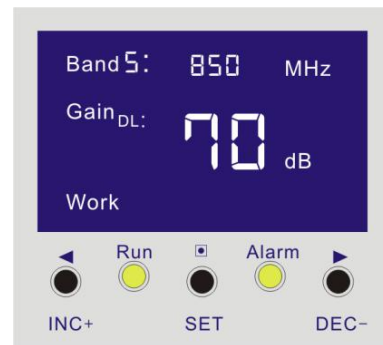 Band 5: 850 MHz
Gain DL: 70 dB
Work
◀ Run ▣ Alarm ▶
INC+ SET DEC-